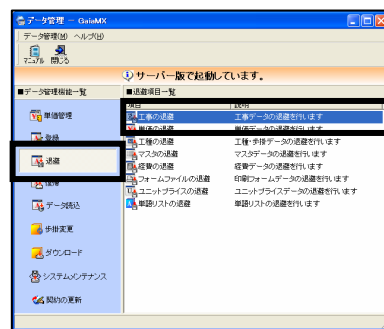 データ管理 － GaiaMX
データ管理(M) ヘルプ(H)
マニュアル 閉じる
サーバー版で起動しています。
■データ管理機能一覧
■退避項目一覧
項目 説明
単価管理
登録
退避
復帰
データ読込
歩掛変更
ダウンロード
システムメンテナンス
契約の更新
工事の退避 工事データの退避を行います
単価の退避 単価データの退避を行います
工種の退避 工種・歩掛データの退避を行います
マスタの退避 マスタデータの退避を行います
経費の退避 経費データの退避を行います
フォームファイルの退避 印刷フォームデータの退避を行います
ユニットプライスの退避 ユニットプライスデータの退避を行います
単語リストの退避 単語リストの退避を行います